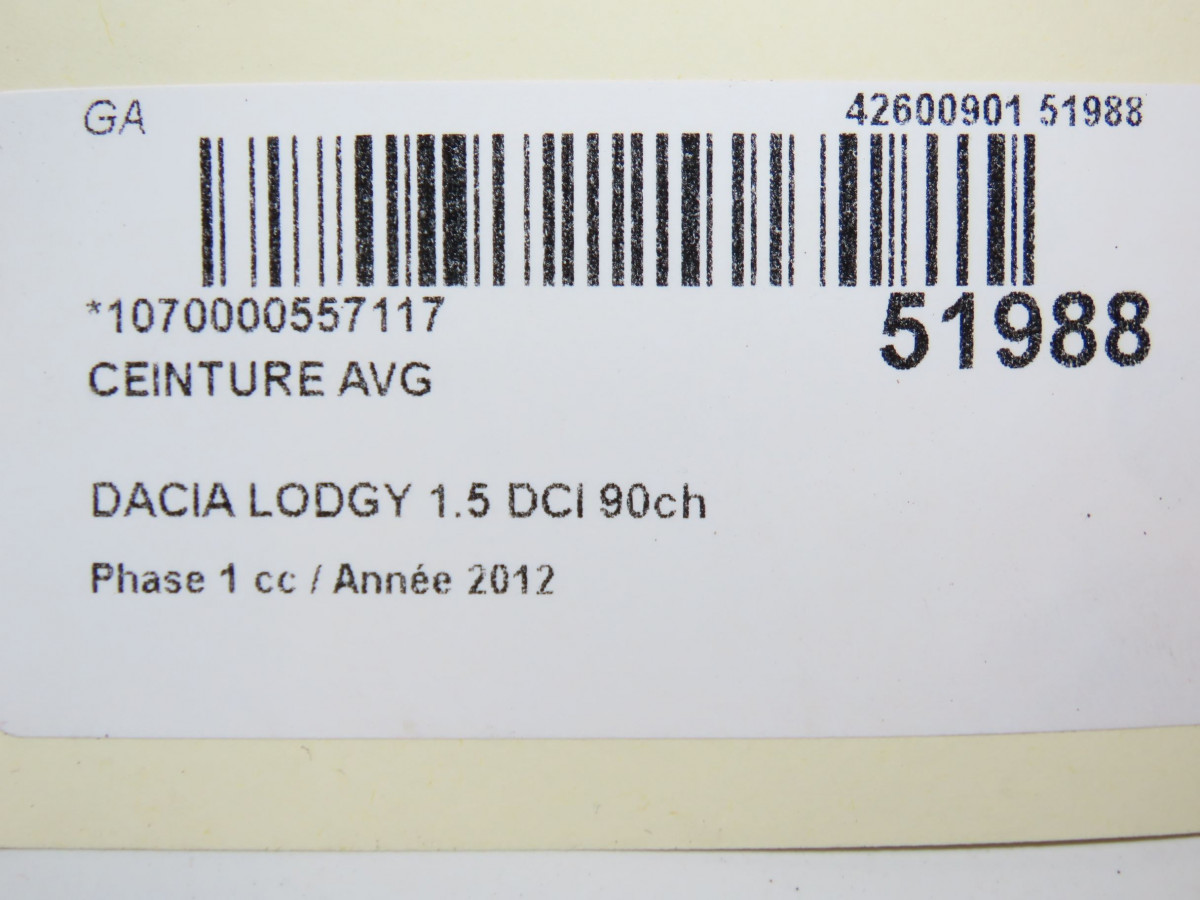 GA
42600901 51988
*1070000557117
51988
CEINTURE AVG
DACIA LODGY 1.5 DCI 90ch
Phase 1 cc / Année 2012